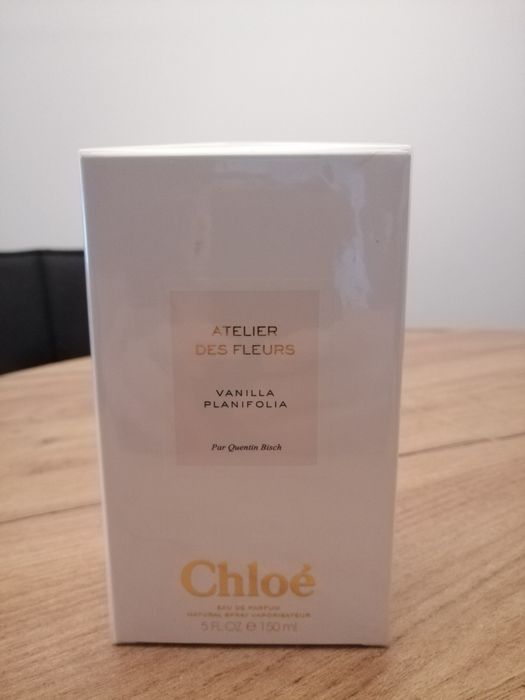 ATELIER
DES FLEURS
VANILLA
PLANIFOLIA
Par Quentin Bisch
Chloé
EAU DE PARFUM
NATURAL SPRAY VAPORISATEUR
5 FL.OZ ℮ 150 ml